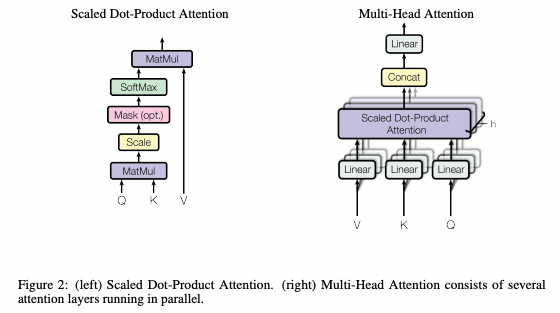 Scaled Dot-Product Attention
MatMul
SoftMax
Mask (opt.)
Scale
MatMul
Q K V
Multi-Head Attention
Linear
Concat
Scaled Dot-Product
Attention
h
Linear Linear Linear
V K Q
Figure 2: (left) Scaled Dot-Product Attention. (right) Multi-Head Attention consists of several
attention layers running in parallel.